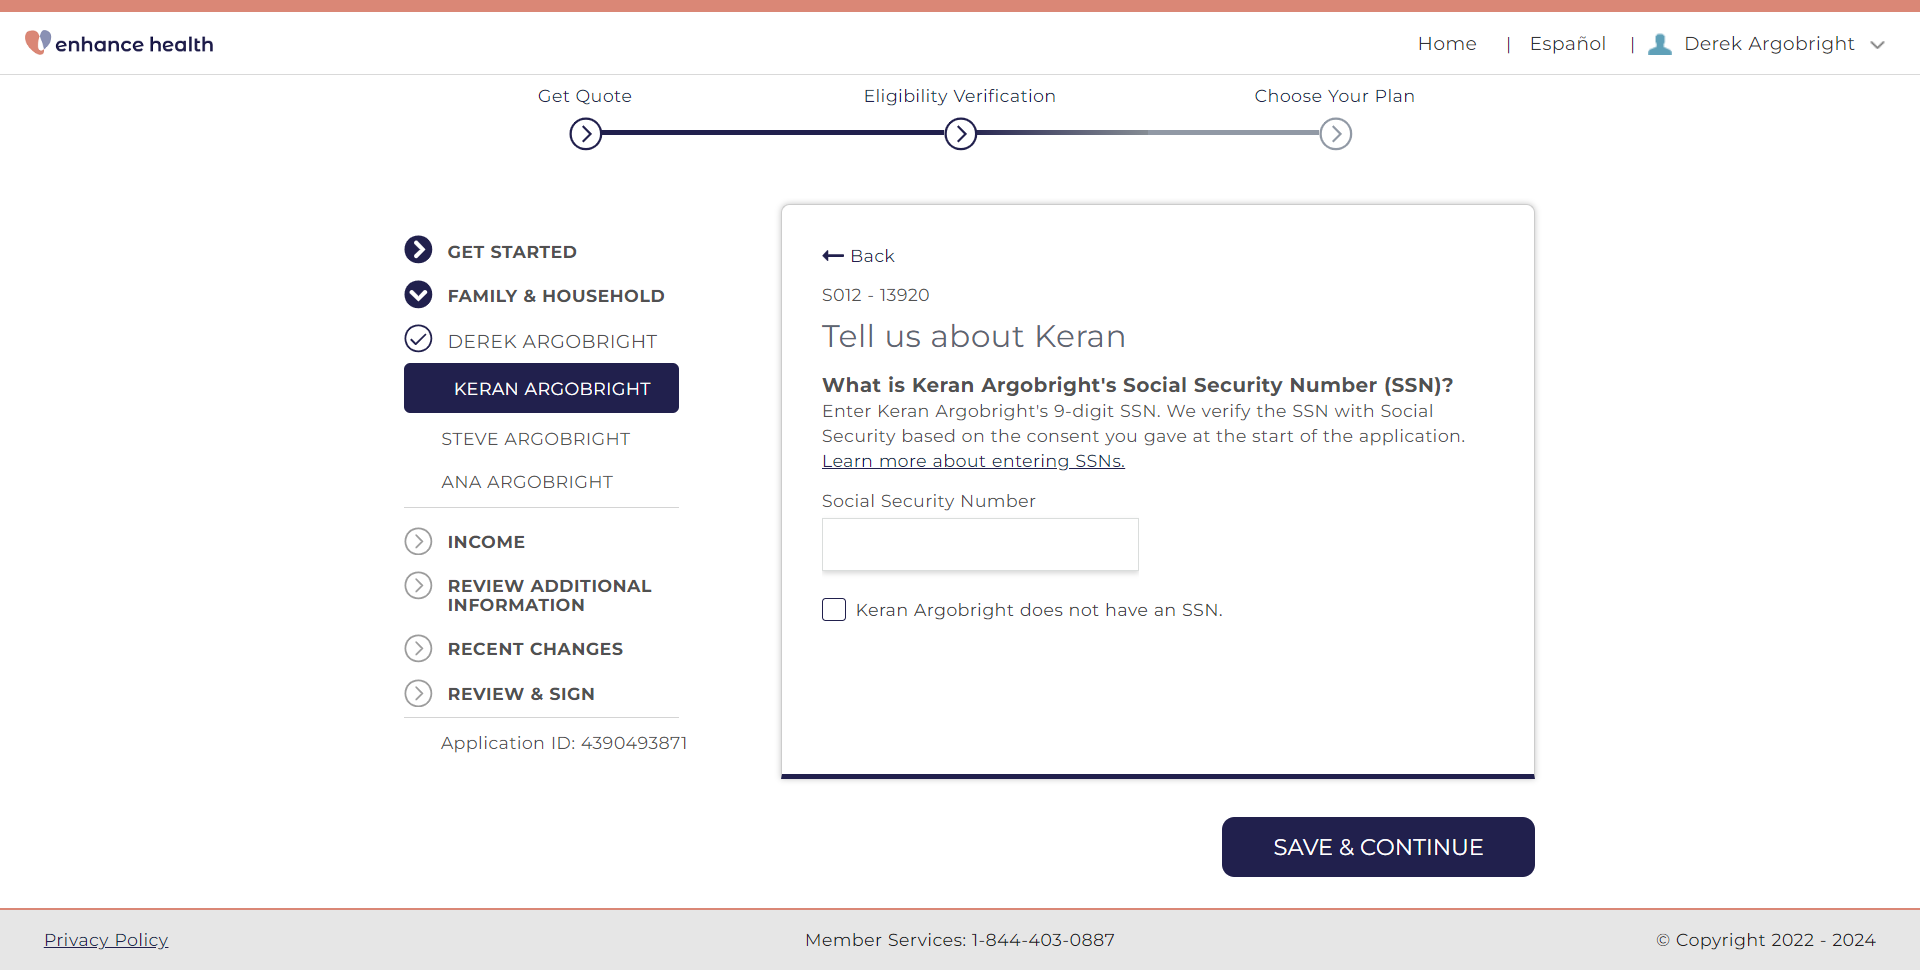 enhance health
Home | Español | Derek Argobright
Get Quote
Eligibility Verification
Choose Your Plan
GET STARTED
FAMILY & HOUSEHOLD
DEREK ARGOBRIGHT
KERAN ARGOBRIGHT
STEVE ARGOBRIGHT
ANA ARGOBRIGHT
INCOME
REVIEW ADDITIONAL
INFORMATION
RECENT CHANGES
REVIEW & SIGN
Application ID: 4390493871
Back
S012 - 13920
Tell us about Keran
What is Keran Argobright's Social Security Number (SSN)?
Enter Keran Argobright's 9-digit SSN. We verify the SSN with Social
Security based on the consent you gave at the start of the application.
Learn more about entering SSNs.
Social Security Number
Keran Argobright does not have an SSN.
SAVE & CONTINUE
Privacy Policy
Member Services: 1-844-403-0887
© Copyright 2022 - 2024